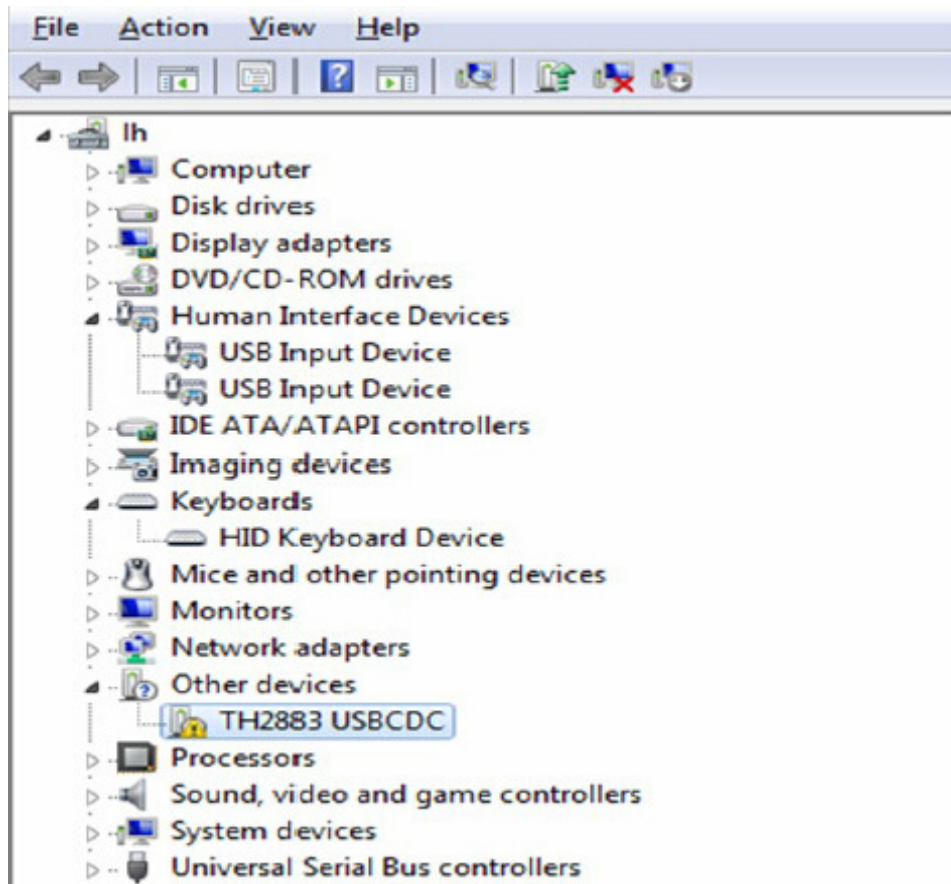 File Action View Help
lh
Computer
Disk drives
Display adapters
DVD/CD-ROM drives
Human Interface Devices
USB Input Device
USB Input Device
IDE ATA/ATAPI controllers
Imaging devices
Keyboards
HID Keyboard Device
Mice and other pointing devices
Monitors
Network adapters
Other devices
TH2883 USBCDC
Processors
Sound, video and game controllers
System devices
Universal Serial Bus controllers